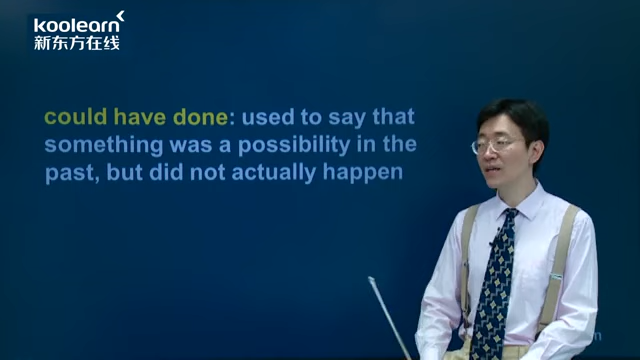 koolearn
新东方在线
could have done: used to say that
something was a possibility in the
past, but did not actually happen